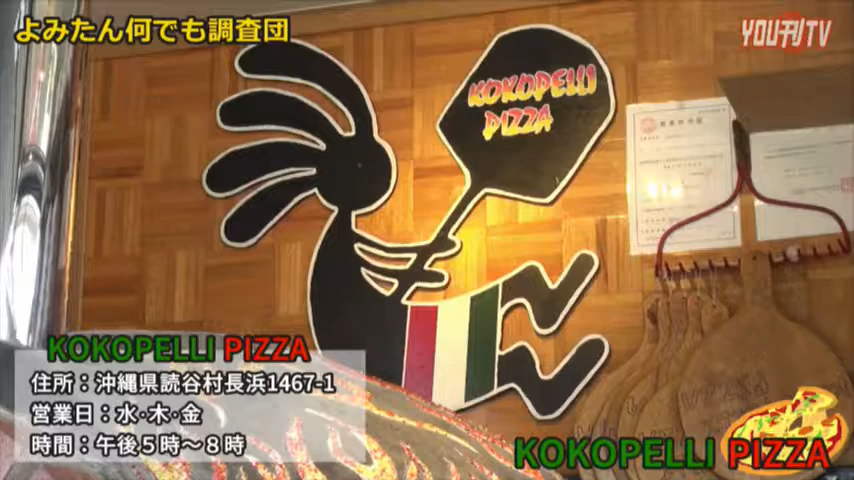 よみたん何でも調査団
YOU刊TV
KOKOPELLI
PIZZA
KOKOPELLI PIZZA
住所：沖縄県読谷村長浜1467-1
営業日：水・木・金
時間：午後５時～８時
KOKOPELLI PIZZA